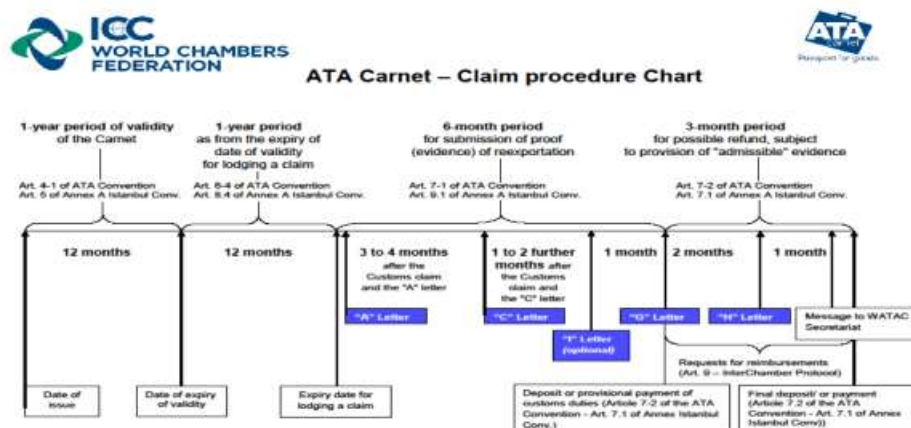 ICC
WORLD CHAMBERS
FEDERATION
ATA
carnet
Passport for goods
ATA Carnet – Claim procedure Chart
1-year period of validity
of the Carnet
Art. 4-1 of ATA Convention
Art. 5 of Annex A Istanbul Conv.
1-year period
as from the expiry of
date of validity
for lodging a claim
Art. 6-4 of ATA Convention
Art. 8.4 of Annex A Istanbul Conv.
6-month period
for submission of proof
(evidence) of reexportation
Art. 7-1 of ATA Convention
Art. 9.1 of Annex A Istanbul Conv.
3-month period
for possible refund, subject
to provision of "admissible" evidence
Art. 7-2 of ATA Convention
Art. 7.1 of Annex A Istanbul Conv.
12 months
12 months
3 to 4 months
after the
Customs claim
and the "A" letter
1 to 2 further
months after
the Customs
claim and
the "C" letter
1 month
2 months
1 month
"A" Letter
"C" Letter
"I" Letter
(optional)
"G" Letter
"H" Letter
Message to WATAC
Secretariat
Requests for reimbursements
(Art. 9 – InterChamber Protocol)
Date of
issue
Date of expiry
of validity
Expiry date for
lodging a claim
Deposit or provisional payment of
customs duties (Article 7-2 of the ATA
Convention - Art. 7.1 of Annex Istanbul
Conv.)
Final deposit/ or payment
(Article 7.2 of the ATA
Convention - Art. 7.1 of Annex
Istanbul Conv))